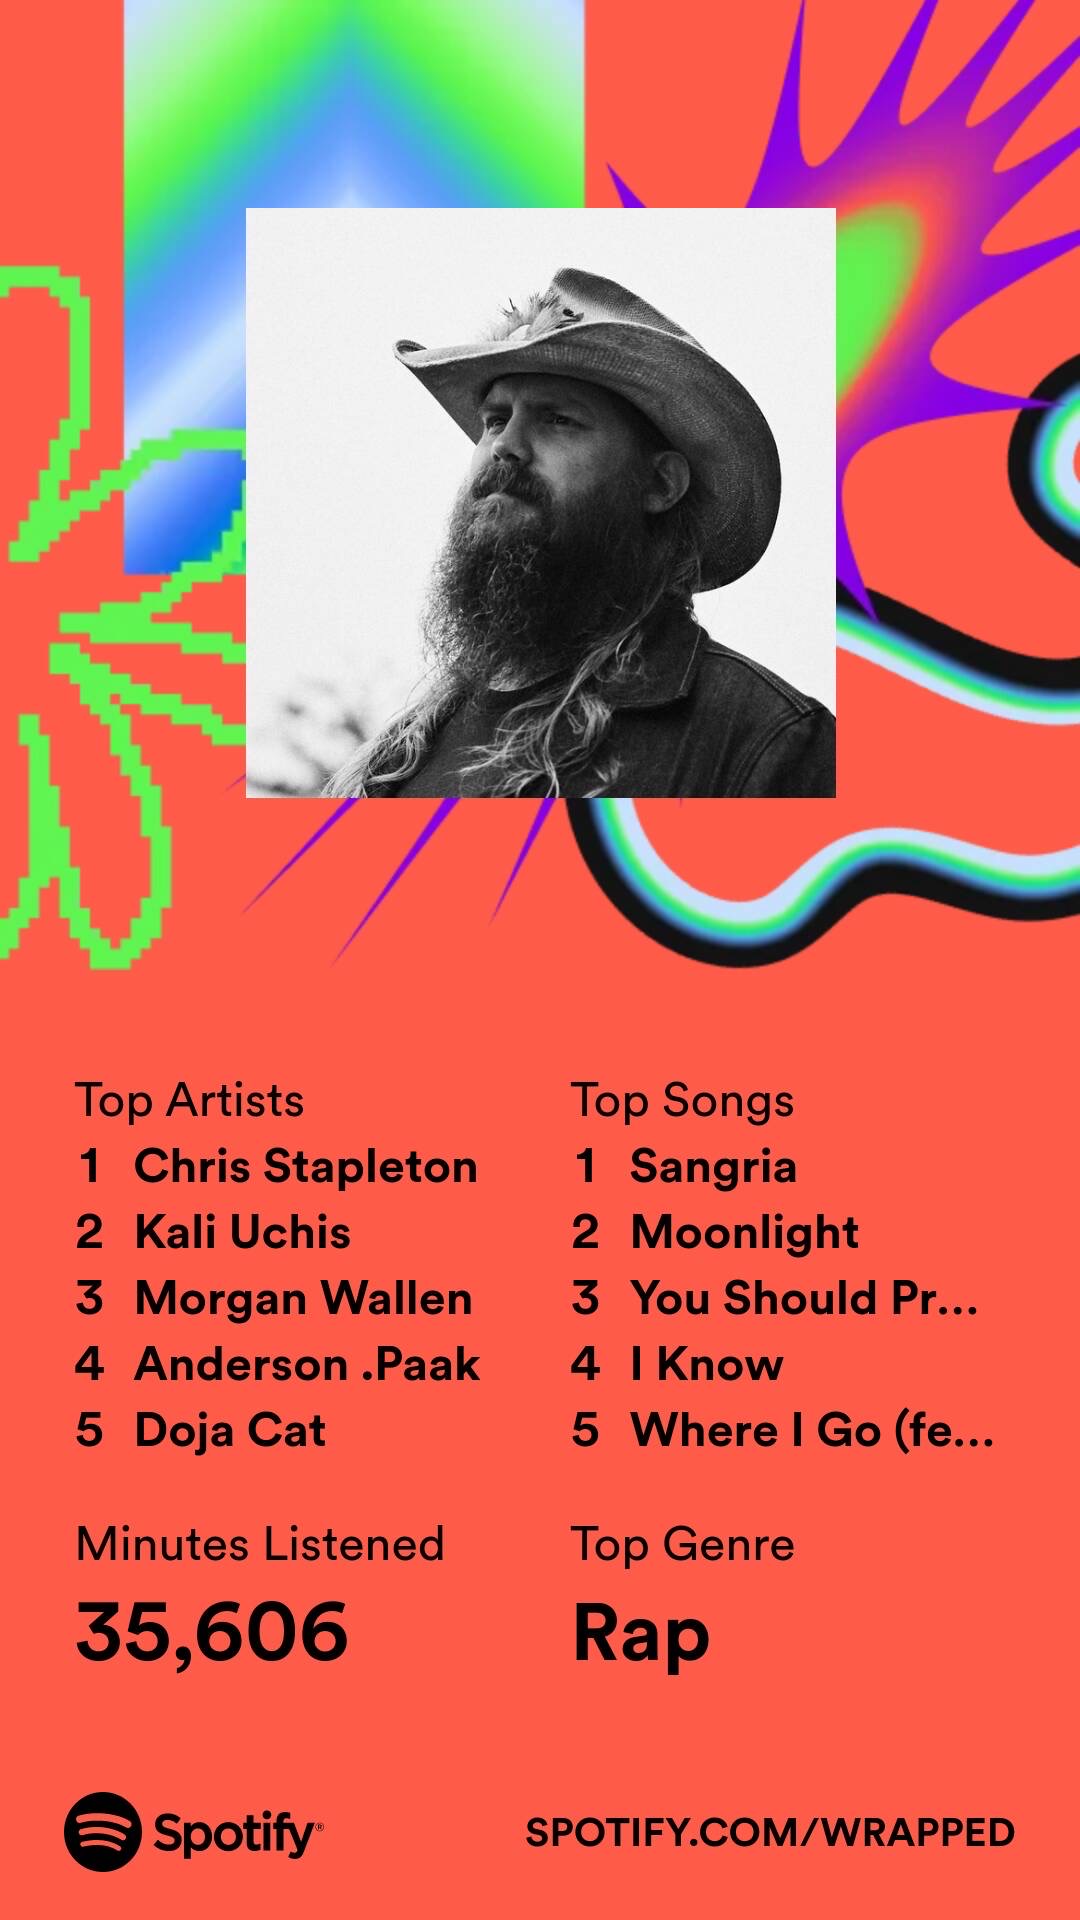 Top Artists
1 Chris Stapleton
2 Kali Uchis
3 Morgan Wallen
4 Anderson .Paak
5 Doja Cat
Top Songs
1 Sangria
2 Moonlight
3 You Should Pr...
4 I Know
5 Where I Go (fe...
Minutes Listened
35,606
Top Genre
Rap
Spotify®
SPOTIFY.COM/WRAPPED